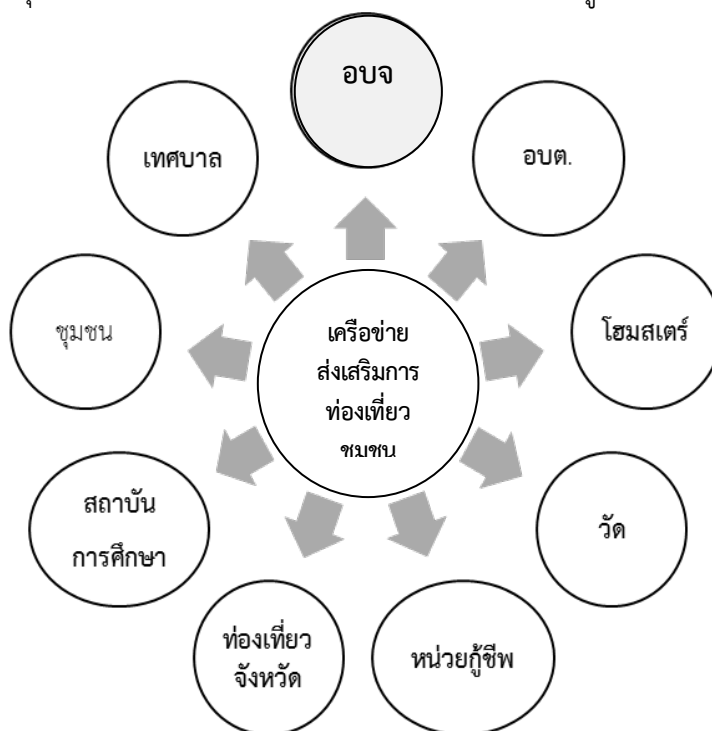 อบจ
อบต.
โฮมสเตร์
วัด
หน่วยกู้ชีพ
ท่องเที่ยว
จังหวัด
สถาบัน
การศึกษา
ชุมชน
เทศบาล
เครือข่าย
ส่งเสริมการ
ท่องเที่ยว
ชมชน